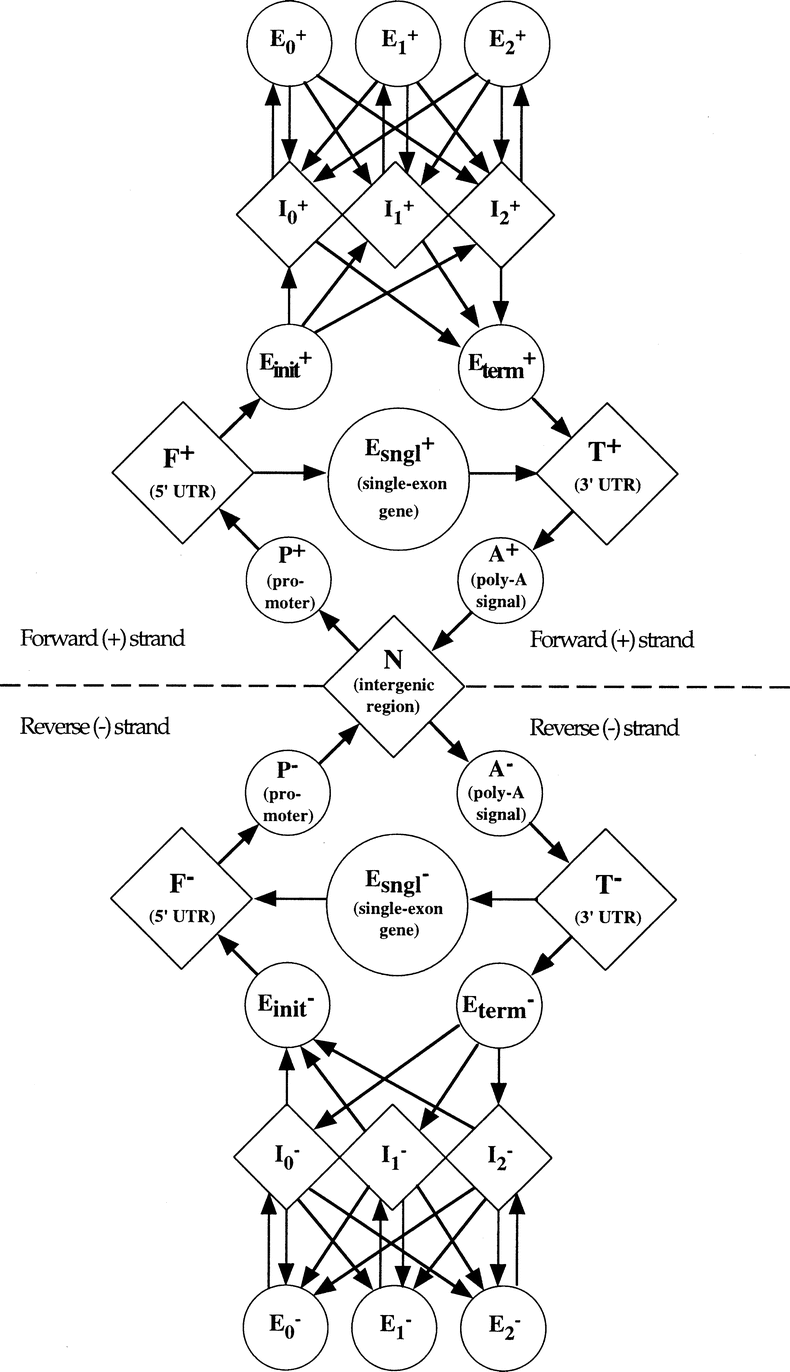 E0+ E1+ E2+
I0+ I1+ I2+
Einit+ Eterm+
F+
(5' UTR)
Esngl+
(single-exon
gene)
T+
(3' UTR)
P+
(pro-
moter)
A+
(poly-A
signal)
Forward (+) strand
Forward (+) strand
N
(intergenic
region)
Reverse (-) strand
Reverse (-) strand
P-
(pro-
moter)
A-
(poly-A
signal)
F-
(5' UTR)
Esngl-
(single-exon
gene)
T-
(3' UTR)
Einit- Eterm-
I0- I1- I2-
E0- E1- E2-